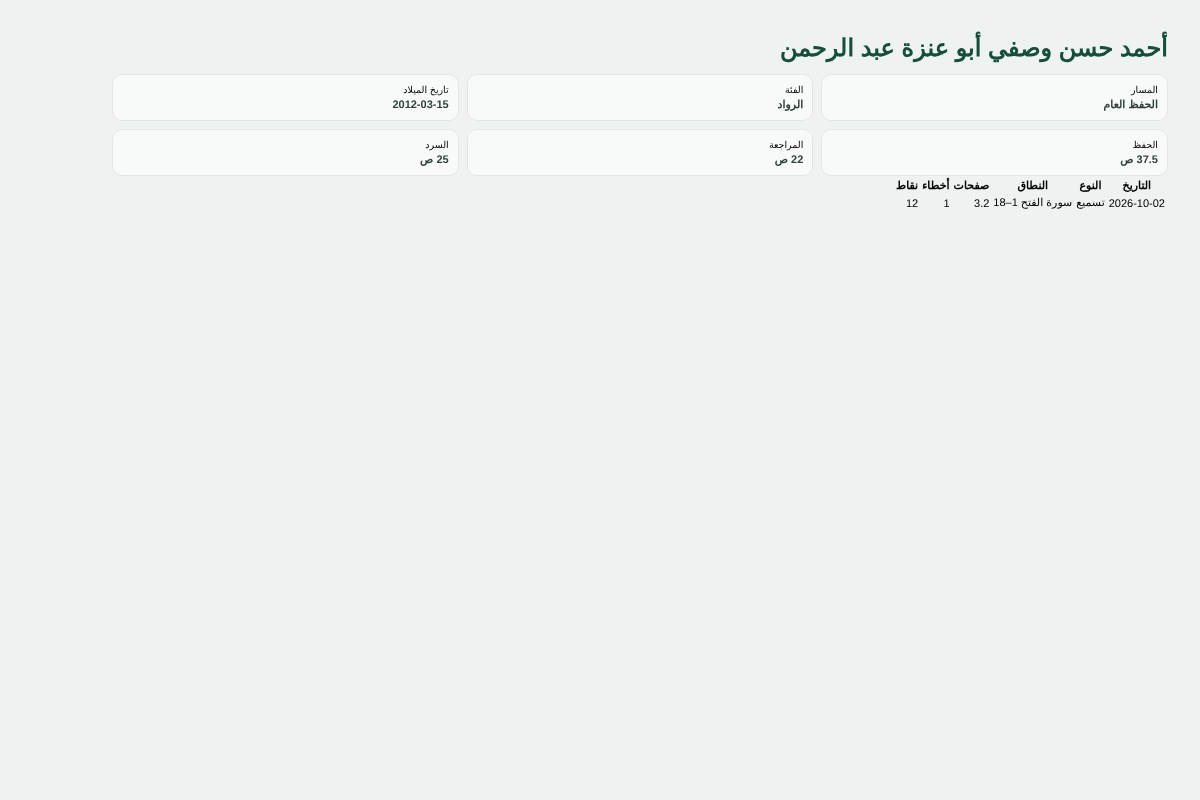 أحمد حسن وصفي أبو عنزة عبد الرحمن
المسار
الحفظ العام
الفئة
الرواد
تاريخ الميلاد
2012-03-15
الحفظ
37.5 ص
المراجعة
22 ص
السرد
25 ص
التاريخ النوع النطاق صفحات أخطاء نقاط
2026-10-02 تسميع سورة الفتح 1–18 3.2 1 12